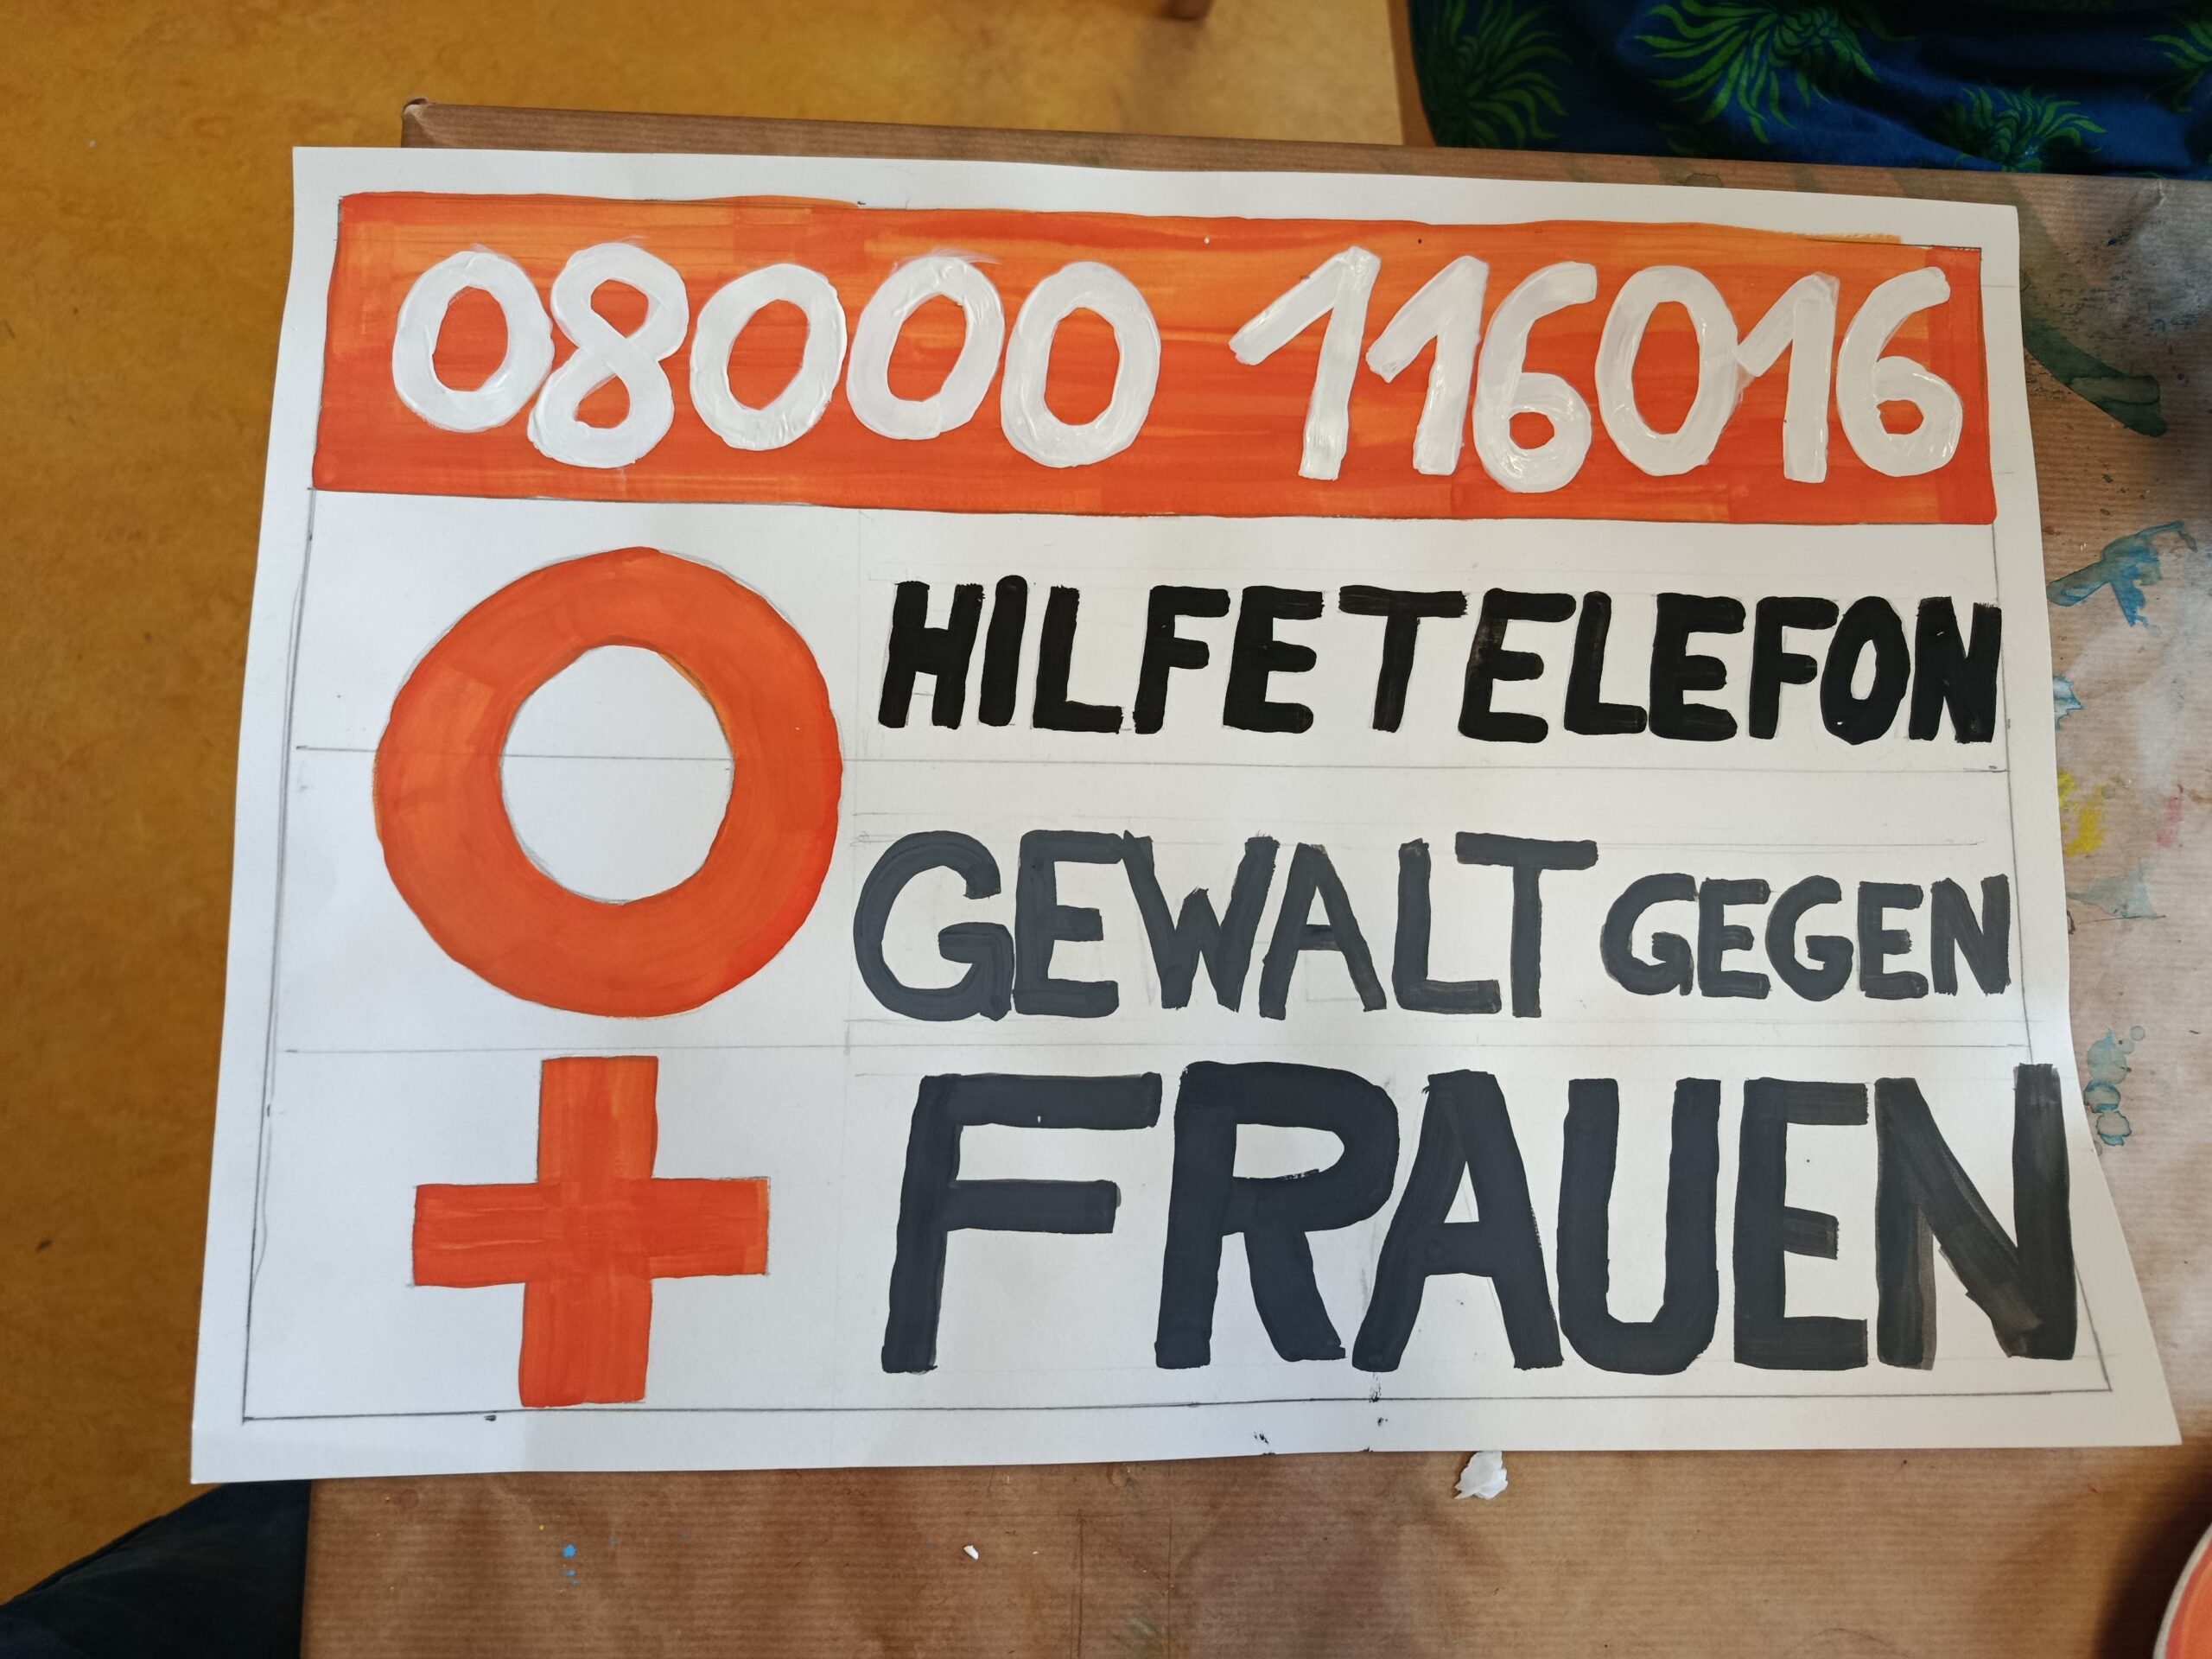 08000 116016
HILFETELEFON
GEWALT GEGEN
FRAUEN